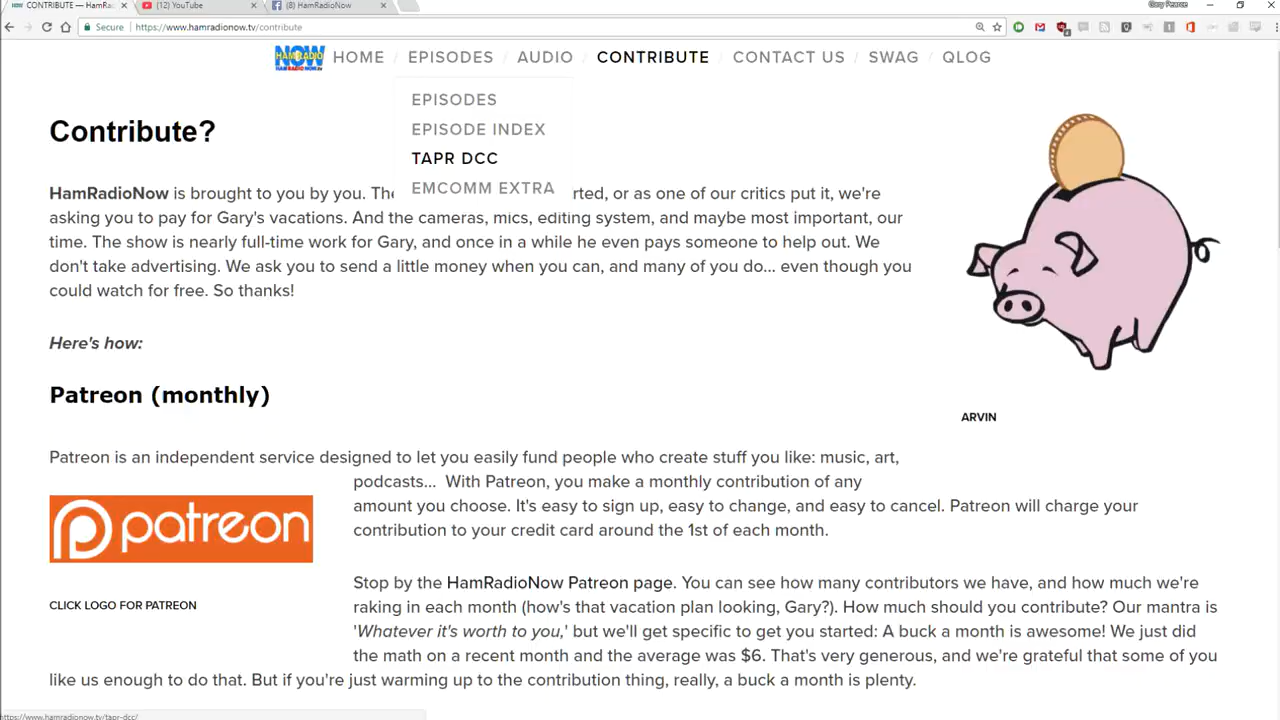 CONTRIBUTE — HamRa
(12) YouTube
(8) HamRadioNow
Gary Pearce
Secure
https://www.hamradionow.tv/contribute
NOW
HAMRADIO
HAMRADIONOW.tv
HOME / EPISODES / AUDIO / CONTRIBUTE / CONTACT US / SWAG / QLOG
EPISODES
EPISODE INDEX
TAPR DCC
EMCOMM EXTRA
Contribute?
HamRadioNow is brought to you by you. The rted, or as one of our critics put it, we're
asking you to pay for Gary's vacations. And the cameras, mics, editing system, and maybe most important, our
time. The show is nearly full-time work for Gary, and once in a while he even pays someone to help out. We
don't take advertising. We ask you to send a little money when you can, and many of you do... even though you
could watch for free. So thanks!
Here's how:
Patreon (monthly)
ARVIN
Patreon is an independent service designed to let you easily fund people who create stuff you like: music, art,
podcasts... With Patreon, you make a monthly contribution of any
amount you choose. It's easy to sign up, easy to change, and easy to cancel. Patreon will charge your
contribution to your credit card around the 1st of each month.
patreon
CLICK LOGO FOR PATREON
Stop by the HamRadioNow Patreon page. You can see how many contributors we have, and how much we're
raking in each month (how's that vacation plan looking, Gary?). How much should you contribute? Our mantra is
'Whatever it's worth to you,' but we'll get specific to get you started: A buck a month is awesome! We just did
the math on a recent month and the average was $6. That's very generous, and we're grateful that some of you
like us enough to do that. But if you're just warming up to the contribution thing, really, a buck a month is plenty.
https://www.hamradionow.tv/tapr-dcc/